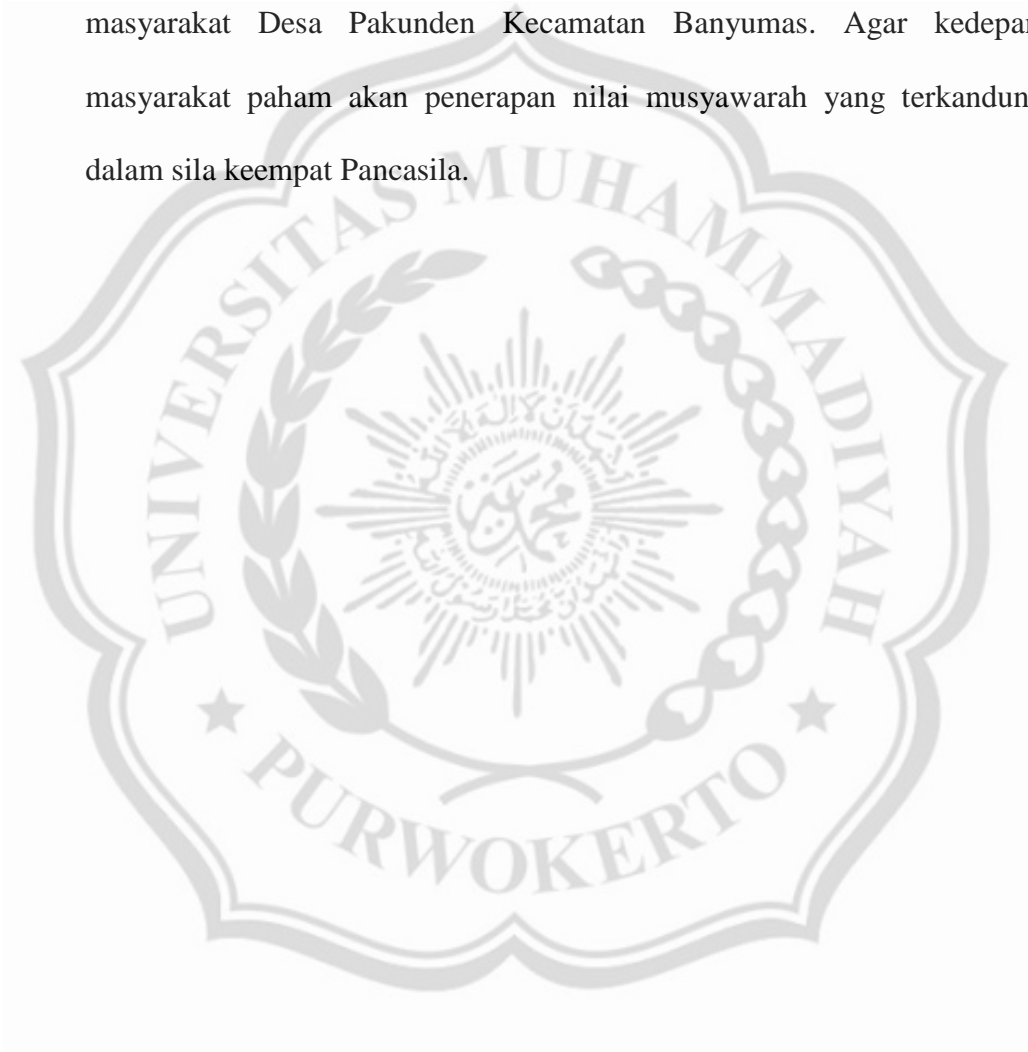 masyarakat Desa Pakunden Kecamatan Banyumas. Agar kedepan
masyarakat paham akan penerapan nilai musyawarah yang terkandun
dalam sila keempat Pancasila.
UNIVERSITAS MUHAMMADIYAH
PURWOKERTO